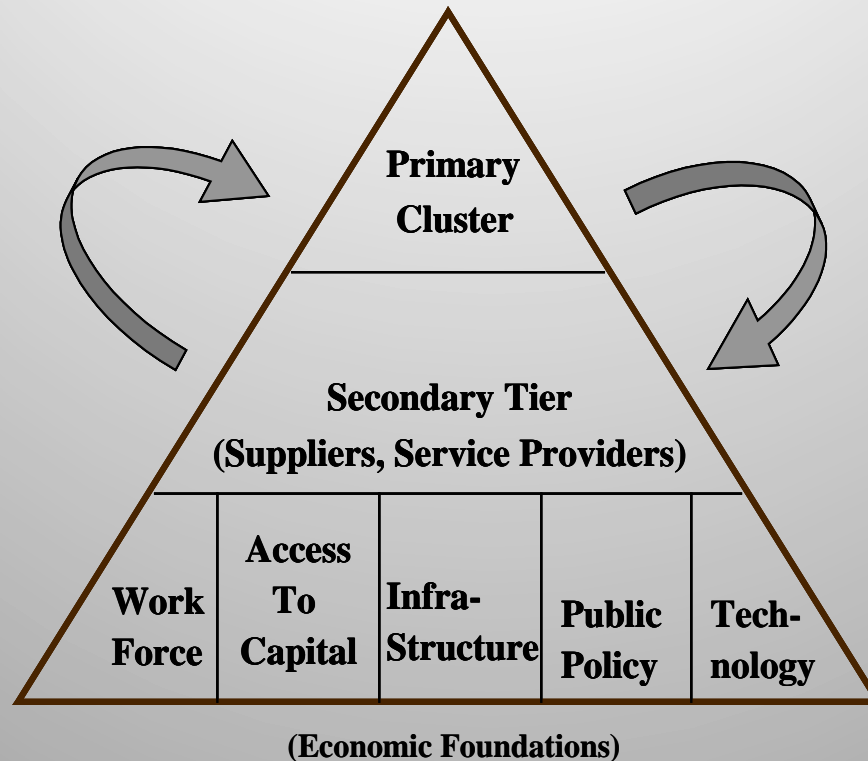 Primary
Cluster
Secondary Tier
(Suppliers, Service Providers)
Work
Force
Access
To
Capital
Infra-
Structure
Public
Policy
Tech-
nology
(Economic Foundations)